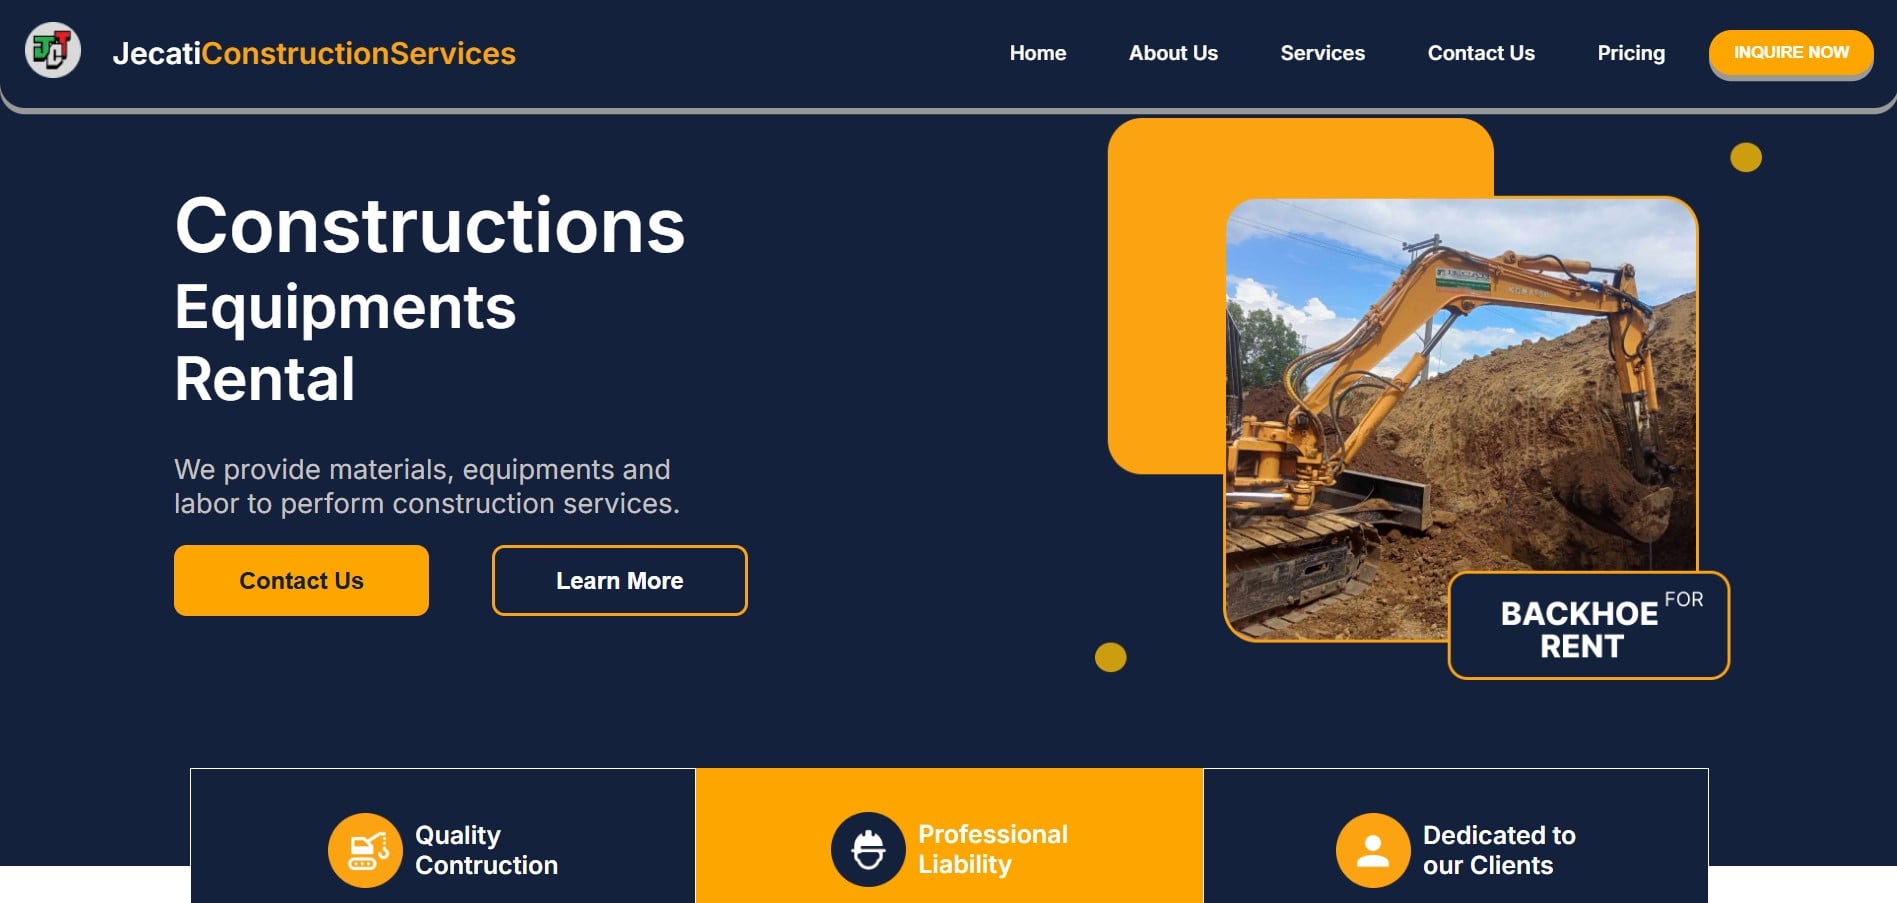 JCT
JecatiConstructionServices
Home
About Us
Services
Contact Us
Pricing
INQUIRE NOW
Constructions
Equipments
Rental
We provide materials, equipments and
labor to perform construction services.
Contact Us
Learn More
KOMATSU
BACKHOE FOR
RENT
Quality
Contruction
Professional
Liability
Dedicated to
our Clients